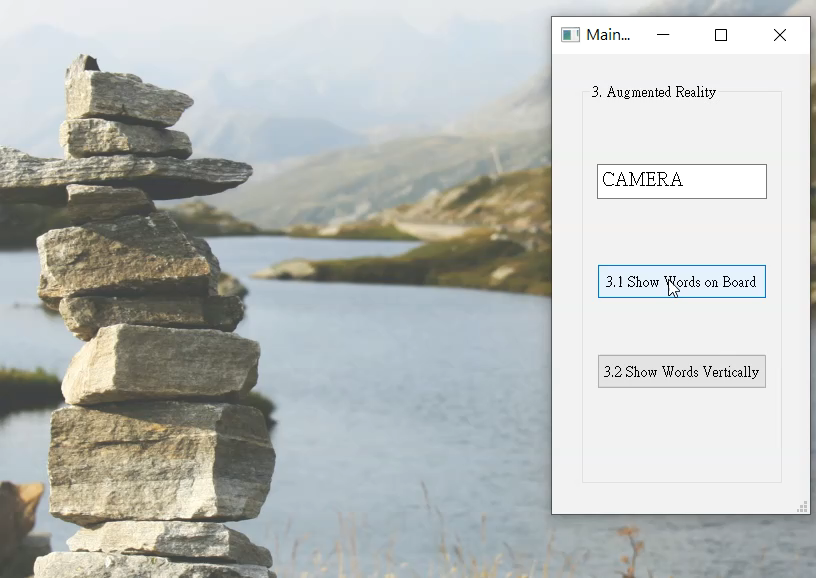 Main...
3. Augmented Reality
CAMERA
3.1 Show Words on Board
3.2 Show Words Vertically